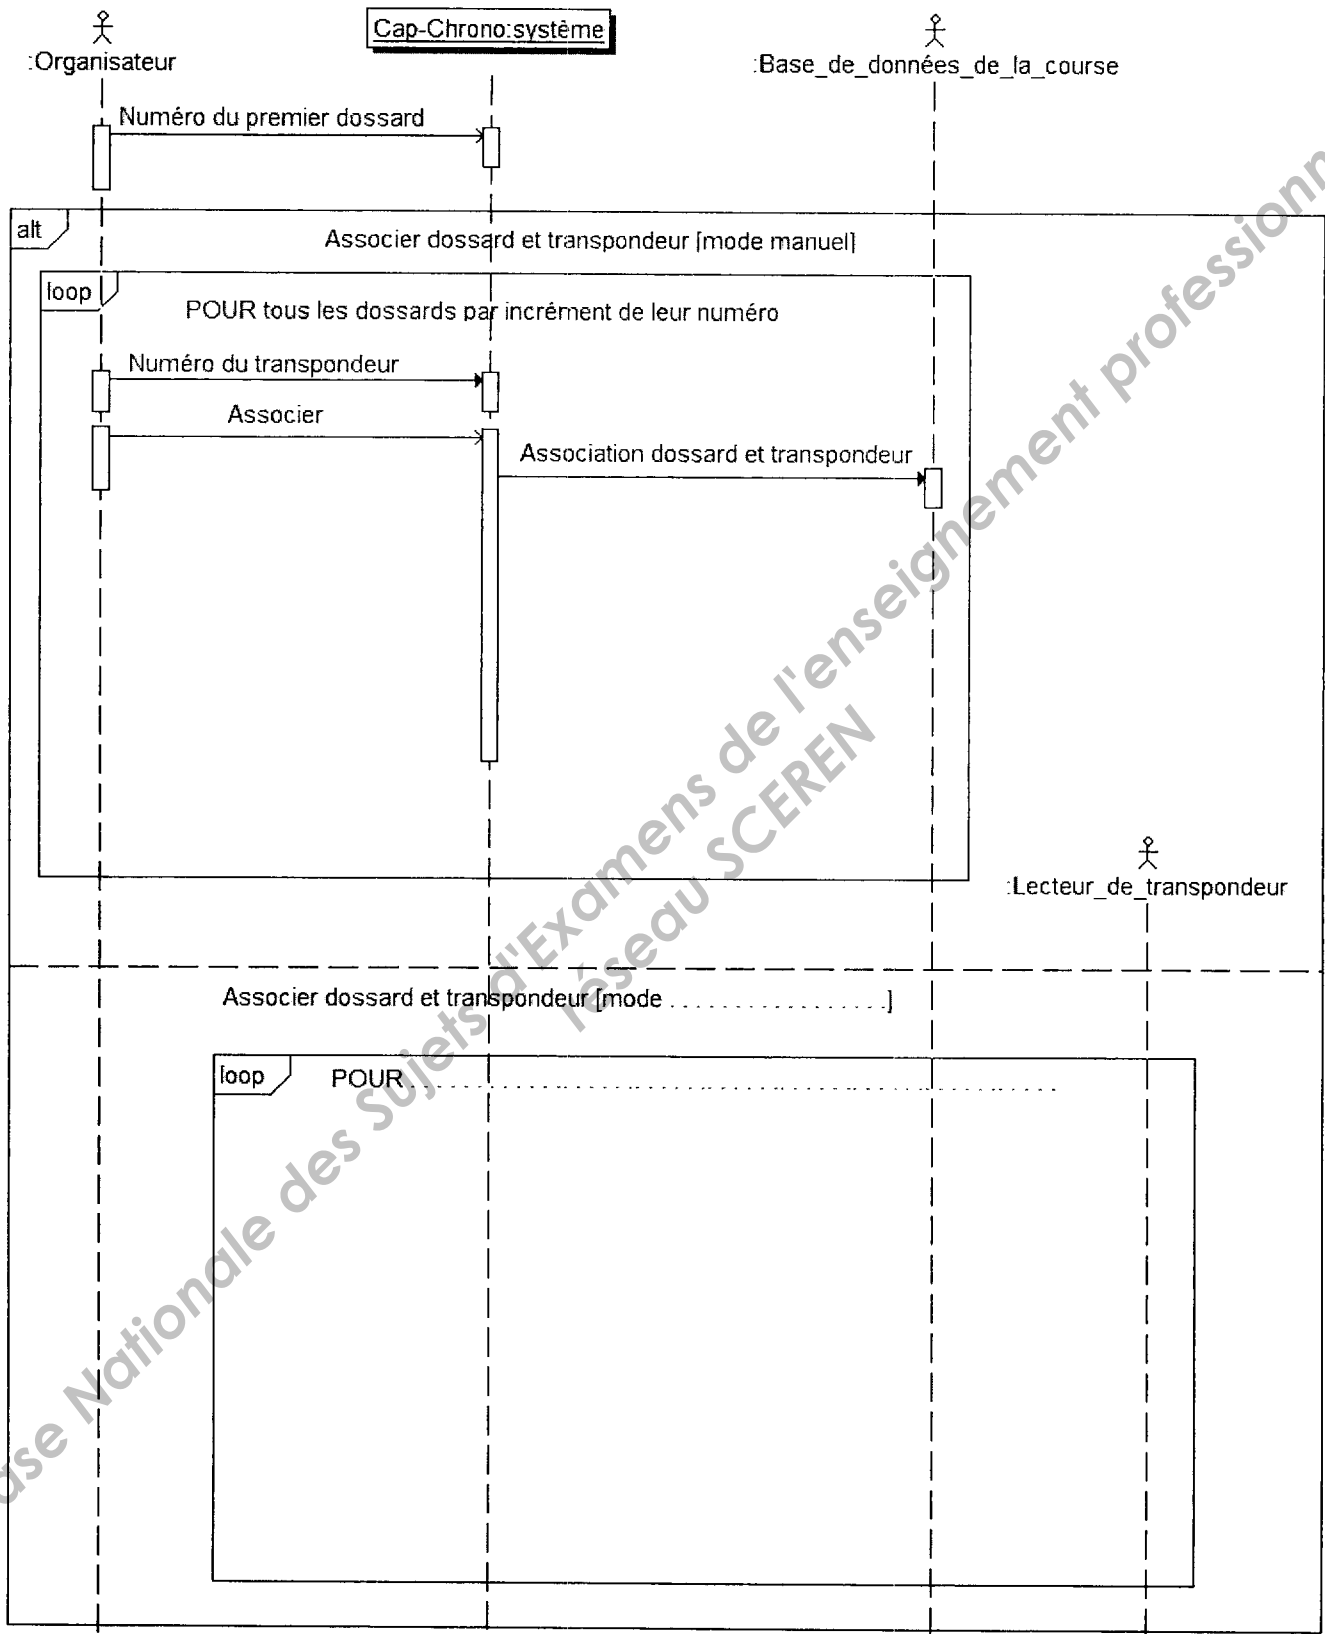 Cap-Chrono:système
:Organisateur
:Base_de_données_de_la_course
Numéro du premier dossard
alt
Associer dossard et transpondeur [mode manuel]
loop
POUR tous les dossards par incrément de leur numéro
Numéro du transpondeur
Associer
Association dossard et transpondeur
:Lecteur_de_transpondeur
Associer dossard et transpondeur [mode ......................]
loop
POUR..................................................................
Nationale des Sujets d'Examens de l'enseignement
réseau SCEREN